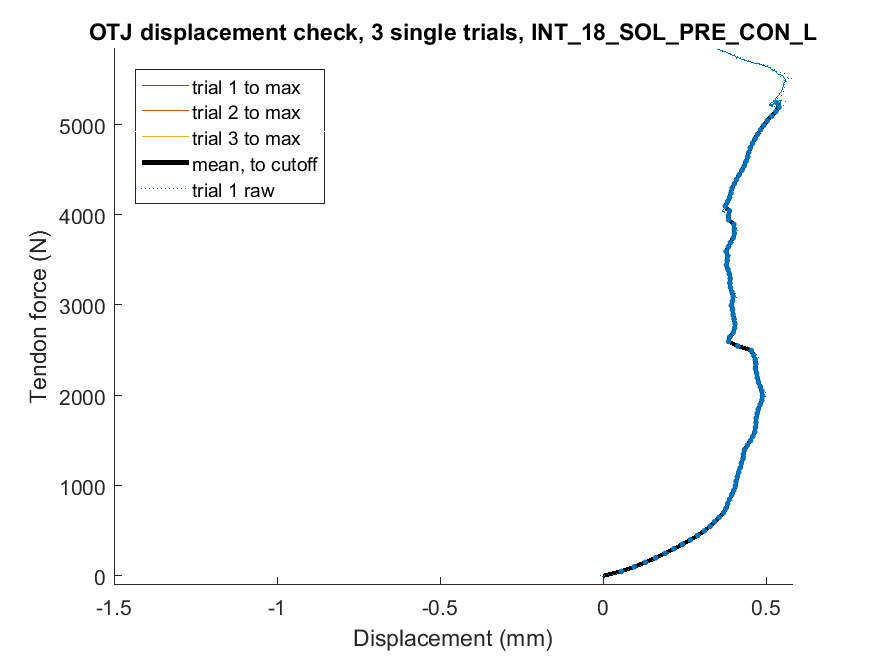 OTJ displacement check, 3 single trials, INT_18_SOL_PRE_CON_L
trial 1 to max
trial 2 to max
trial 3 to max
mean, to cutoff
trial 1 raw
Tendon force (N)
5000
4000
3000
2000
1000
0
-1.5
-1
-0.5
0
0.5
Displacement (mm)